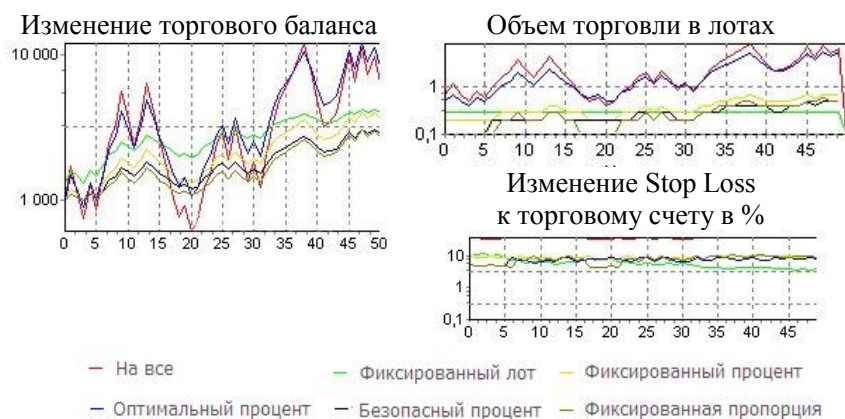 Изменение торгового баланса
10 000
1 000
0 5 10 15 20 25 30 35 40 45 50
Объем торговли в лотах
1
0,1
0 5 10 15 20 25 30 35 40 45
Изменение Stop Loss
к торговому счету в %
10
1
0,1
0 5 10 15 20 25 30 35 40 45
На все
Фиксированный лот
Фиксированный процент
Оптимальный процент
Безопасный процент
Фиксированная пропорция